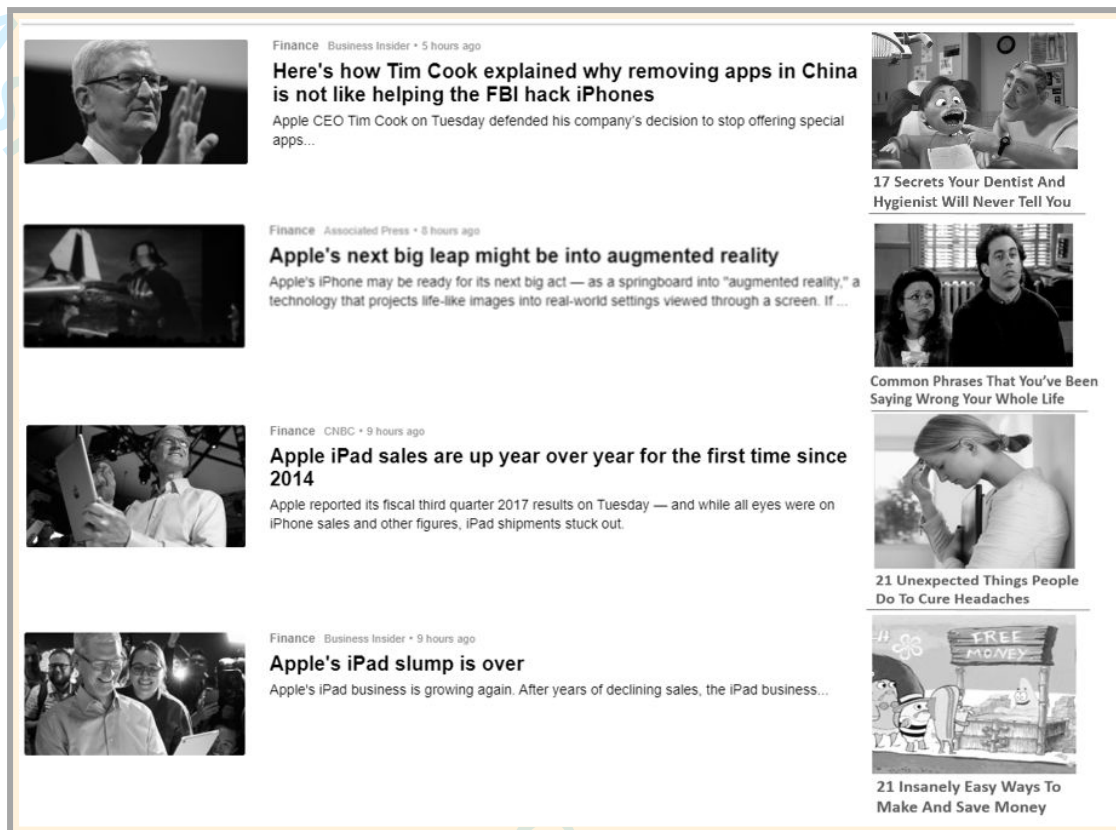 Finance Business Insider • 5 hours ago
Here's how Tim Cook explained why removing apps in China
is not like helping the FBI hack iPhones
Apple CEO Tim Cook on Tuesday defended his company's decision to stop offering special
apps...
Finance Associated Press • 8 hours ago
Apple's next big leap might be into augmented reality
Apple's iPhone may be ready for its next big act — as a springboard into "augmented reality," a
technology that projects life-like images into real-world settings viewed through a screen. If ...
Finance CNBC • 9 hours ago
Apple iPad sales are up year over year for the first time since
2014
Apple reported its fiscal third quarter 2017 results on Tuesday — and while all eyes were on
iPhone sales and other figures, iPad shipments stuck out.
Finance Business Insider • 9 hours ago
Apple's iPad slump is over
Apple's iPad business is growing again. After years of declining sales, the iPad business...
17 Secrets Your Dentist And
Hygienist Will Never Tell You
Common Phrases That You've Been
Saying Wrong Your Whole Life
21 Unexpected Things People
Do To Cure Headaches
FREE
MONEY
21 Insanely Easy Ways To
Make And Save Money